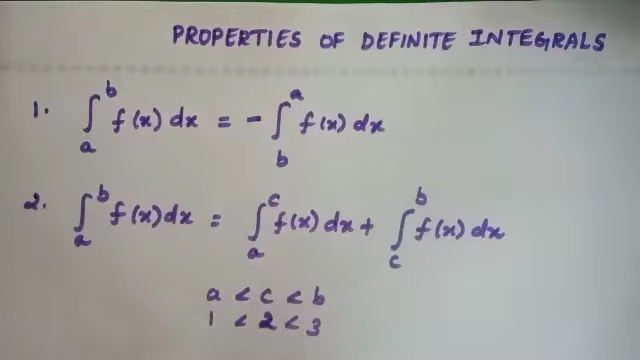 PROPERTIES OF DEFINITE INTEGRALS
1. ∫_a^b f(x) dx = - ∫_b^a f(x) dx
2. ∫_a^b f(x) dx = ∫_a^c f(x) dx + ∫_c^b f(x) dx
a < c < b
1 < 2 < 3